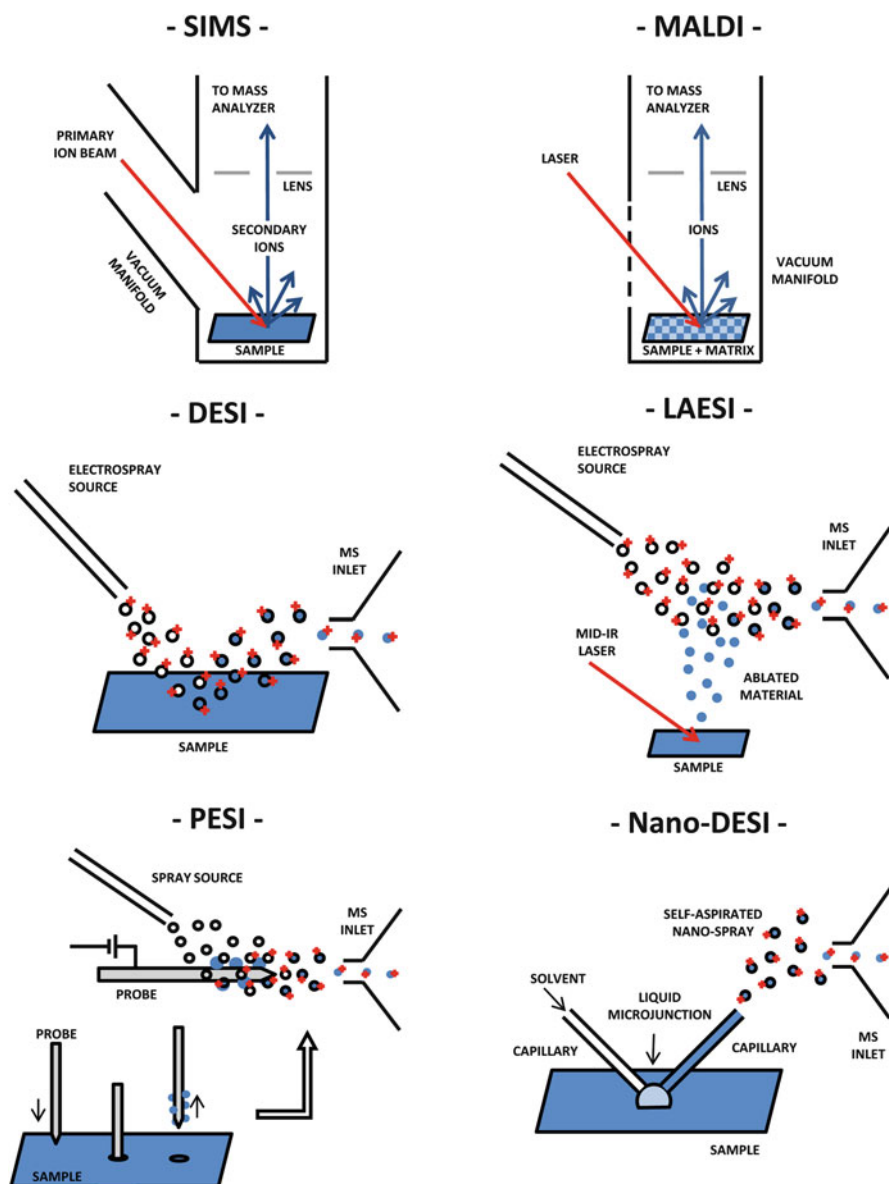 - SIMS -
TO MASS
ANALYZER
PRIMARY
ION BEAM
LENS
SECONDARY
IONS
VACUUM
MANIFOLD
SAMPLE
- MALDI -
TO MASS
ANALYZER
LASER
LENS
IONS
VACUUM
MANIFOLD
SAMPLE + MATRIX
- DESI -
ELECTROSPRAY
SOURCE
MS
INLET
SAMPLE
- LAESI -
ELECTROSPRAY
SOURCE
MS
INLET
MID-IR
LASER
ABLATED
MATERIAL
SAMPLE
- PESI -
SPRAY SOURCE
MS
INLET
PROBE
PROBE
SAMPLE
- Nano-DESI -
SELF-ASPIRATED
NANO-SPRAY
SOLVENT
LIQUID
MICROJUNCTION
CAPILLARY
CAPILLARY
MS
INLET
SAMPLE